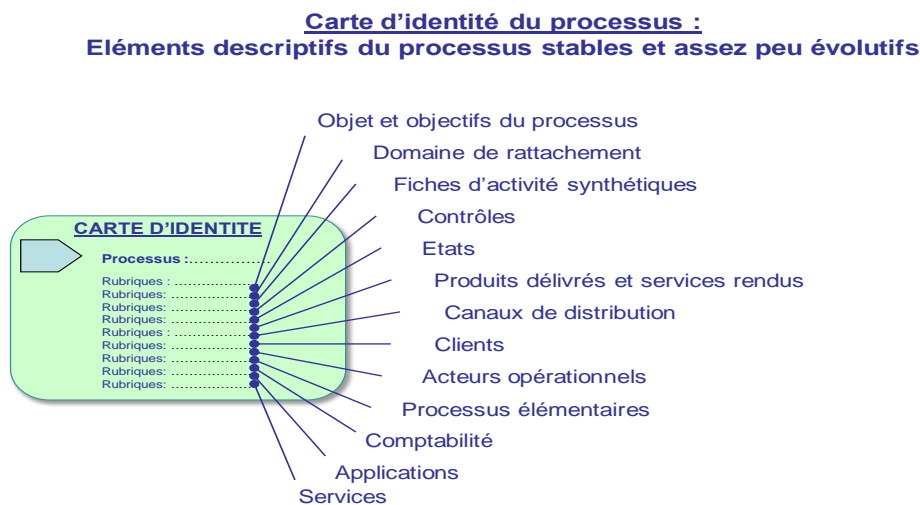 Carte d’identité du processus :
Eléments descriptifs du processus stables et assez peu évolutifs
Objet et objectifs du processus
Domaine de rattachement
Fiches d’activité synthétiques
Contrôles
Etats
Produits délivrés et services rendus
Canaux de distribution
Clients
Acteurs opérationnels
Processus élémentaires
Comptabilité
Applications
Services
CARTE D’IDENTITE
Processus :....................
Rubriques : ....................
Rubriques: ....................
Rubriques: ....................
Rubriques: ....................
Rubriques : ....................
Rubriques: ....................
Rubriques: ....................
Rubriques: ....................
Rubriques: ....................